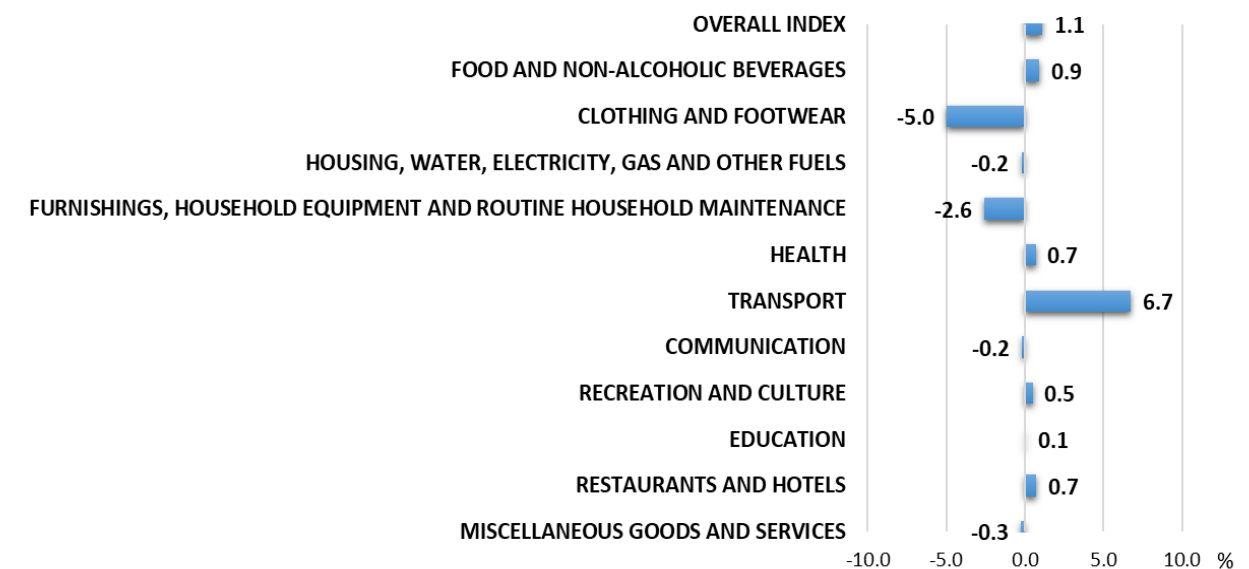 OVERALL INDEX 1.1
FOOD AND NON-ALCOHOLIC BEVERAGES 0.9
CLOTHING AND FOOTWEAR -5.0
HOUSING, WATER, ELECTRICITY, GAS AND OTHER FUELS -0.2
FURNISHINGS, HOUSEHOLD EQUIPMENT AND ROUTINE HOUSEHOLD MAINTENANCE -2.6
HEALTH 0.7
TRANSPORT 6.7
COMMUNICATION -0.2
RECREATION AND CULTURE 0.5
EDUCATION 0.1
RESTAURANTS AND HOTELS 0.7
MISCELLANEOUS GOODS AND SERVICES -0.3
-10.0 -5.0 0.0 5.0 10.0 %